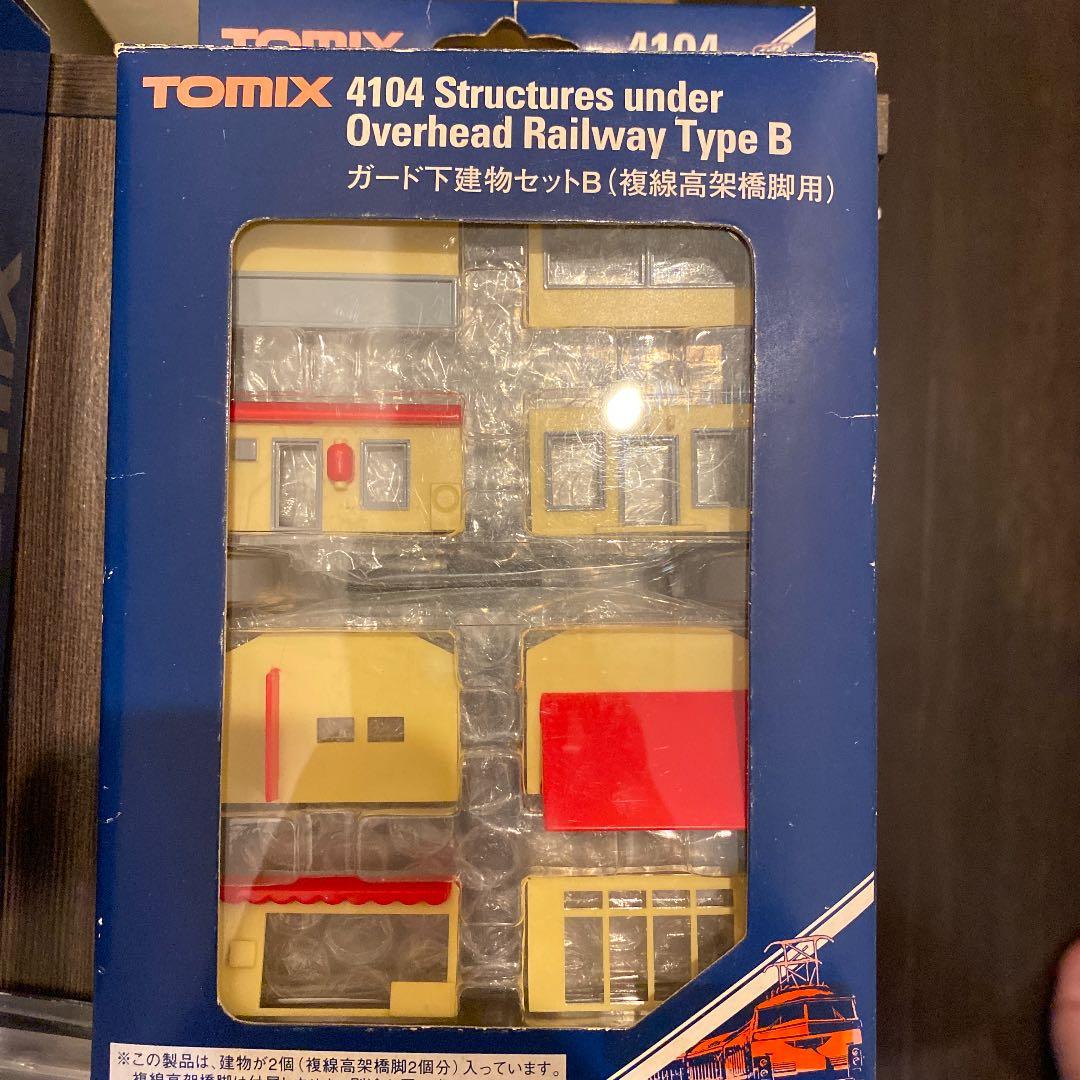 TOMIX 4104
TOMIX 4104 Structures under
Overhead Railway Type B
ガード下建物セットB(複線高架橋脚用)
※この製品は、建物が2個(複線高架橋脚2個分)入っています。